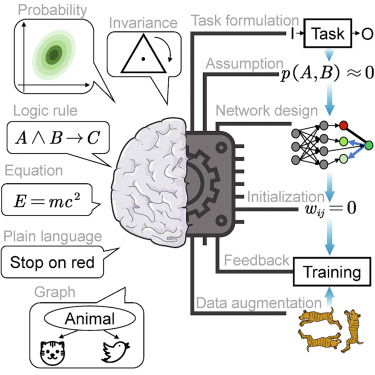 Probability
Invariance
Logic rule
A ∧ B → C
Equation
E = mc²
Plain language
Stop on red
Graph
Animal
Task formulation
I
Task
O
Assumption
p(A, B) ≈ 0
Network design
Initialization
w_ij = 0
Feedback
Training
Data augmentation